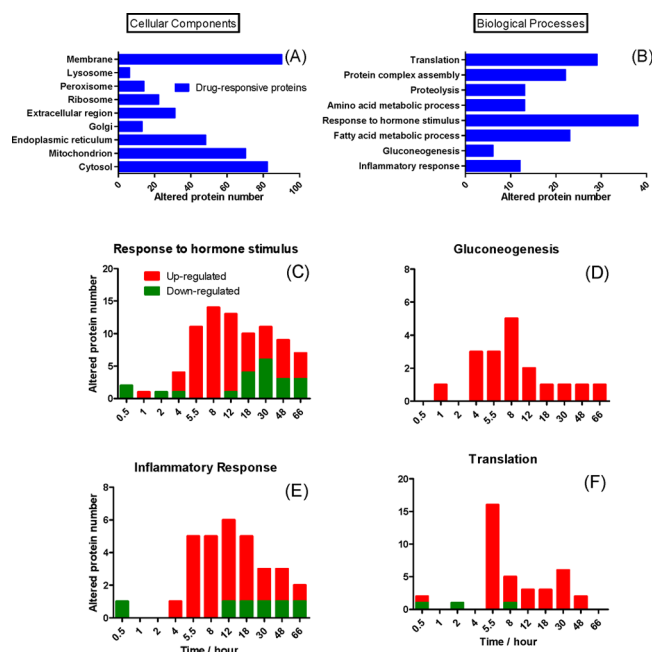 Cellular Components
Biological Processes
(A)
Membrane
Lysosome
Peroxisome
Ribosome
Extracellular region
Golgi
Endoplasmic reticulum
Mitochondrion
Cytosol
Drug-responsive proteins
0 20 40 60 80 100
Altered protein number
(B)
Translation
Protein complex assembly
Proteolysis
Amino acid metabolic process
Response to hormone stimulus
Fatty acid metabolic process
Gluconeogenesis
Inflammatory response
0 10 20 30 40
Altered protein number
Response to hormone stimulus
(C)
Up-regulated
Down-regulated
Altered protein number
20
15
10
5
0
0.5 1 2 4 5.5 8 12 18 30 48 66
Gluconeogenesis
(D)
8
6
4
2
0
0.5 1 2 4 5.5 8 12 18 30 48 66
Inflammatory Response
(E)
Altered protein number
8
6
4
2
0
0.5 1 2 4 5.5 8 12 18 30 48 66
Time / hour
Translation
(F)
20
15
10
5
0
0.5 1 2 4 5.5 8 12 18 30 48 66
Time / hour